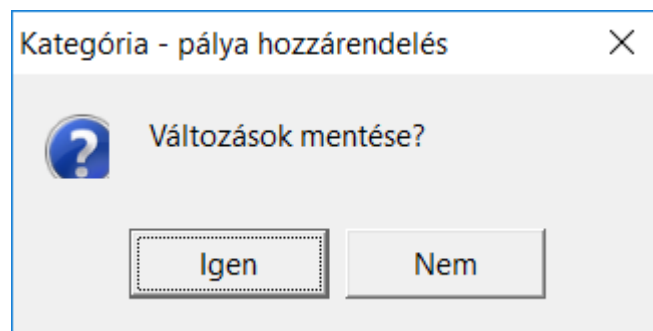 Kategória - pálya hozzárendelés
Változások mentése?
Igen
Nem